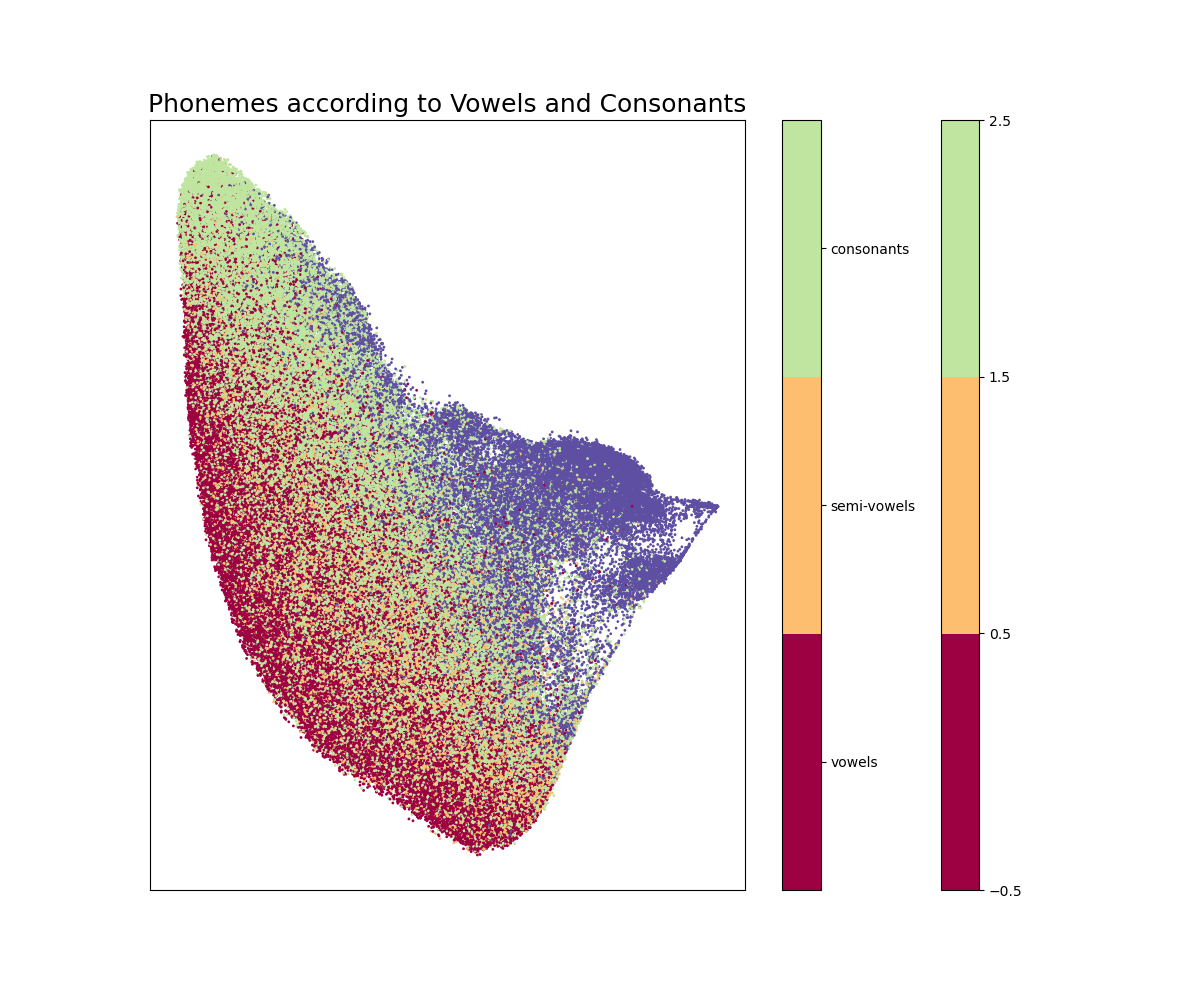 Phonemes according to Vowels and Consonants
consonants
semi-vowels
vowels
2.5
1.5
0.5
−0.5